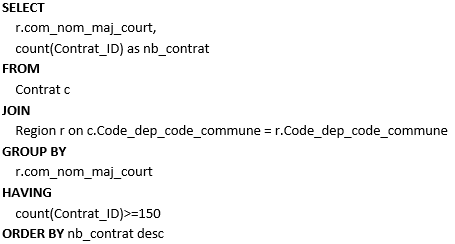 SELECT
r.com_nom_maj_court,
count(Contrat_ID) as nb_contrat
FROM
Contrat c
JOIN
Region r on c.Code_dep_code_commune = r.Code_dep_code_commune
GROUP BY
r.com_nom_maj_court
HAVING
count(Contrat_ID)>=150
ORDER BY nb_contrat desc